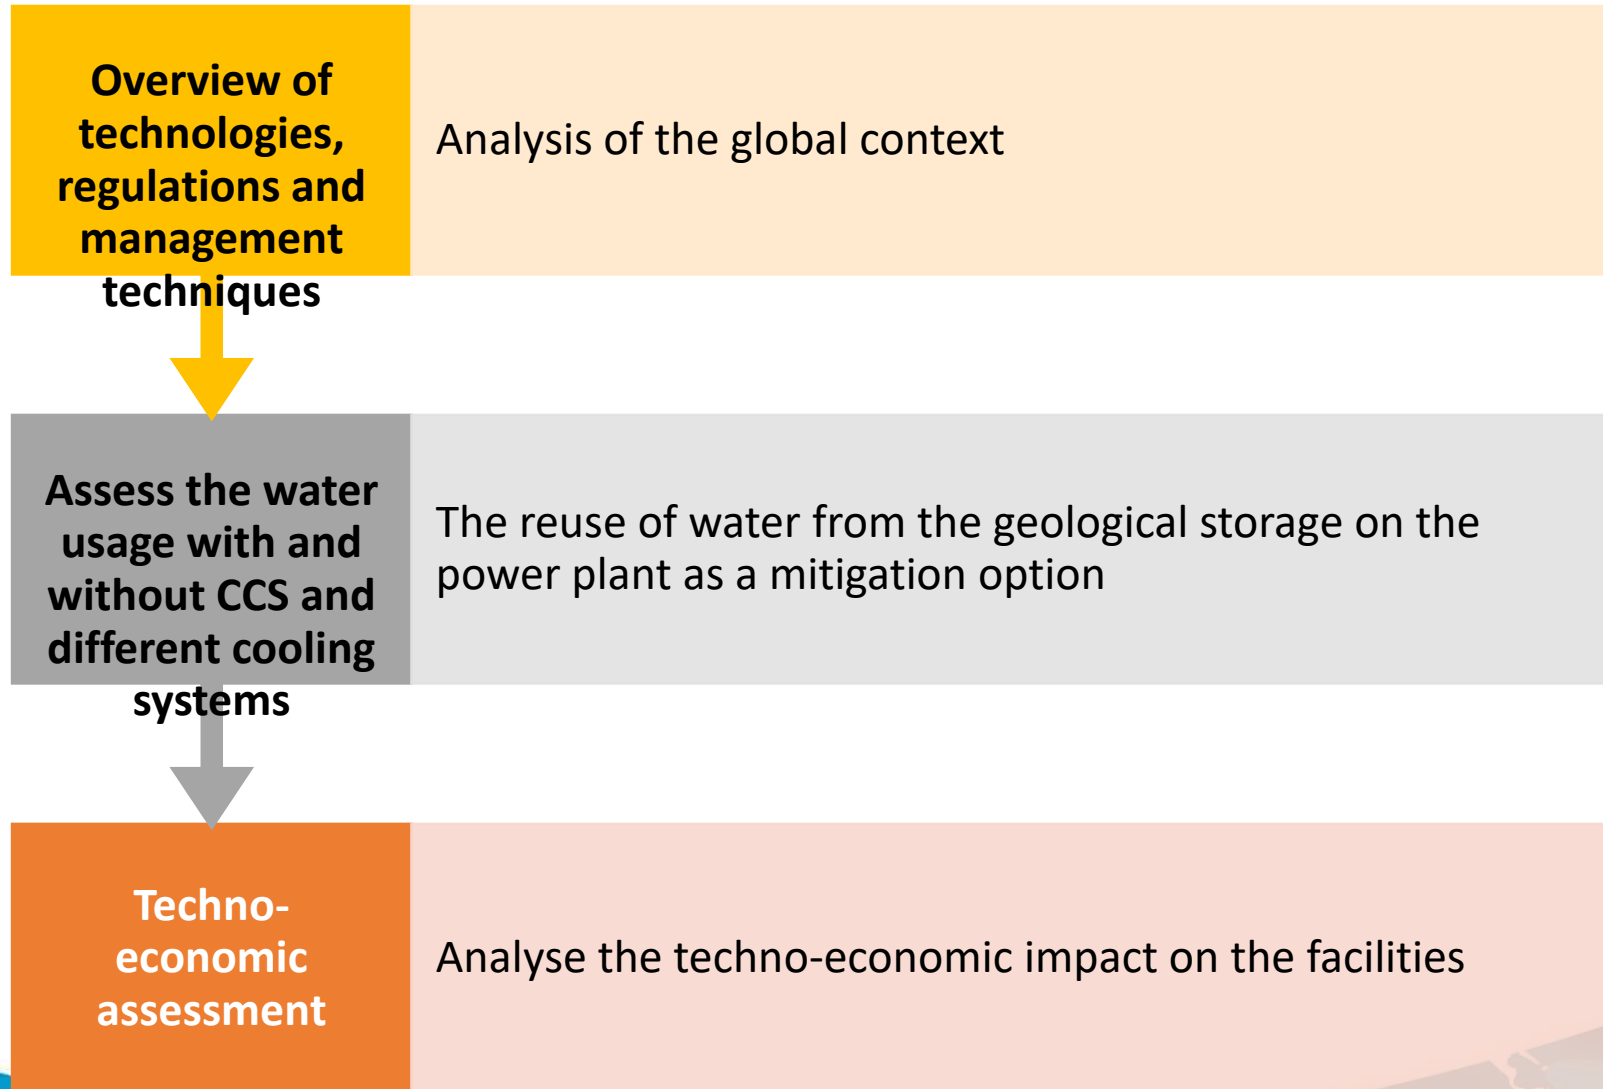 Overview of
technologies,
regulations and
management
techniques
Analysis of the global context
Assess the water
usage with and
without CCS and
different cooling
systems
The reuse of water from the geological storage on the
power plant as a mitigation option
Techno-
economic
assessment
Analyse the techno-economic impact on the facilities